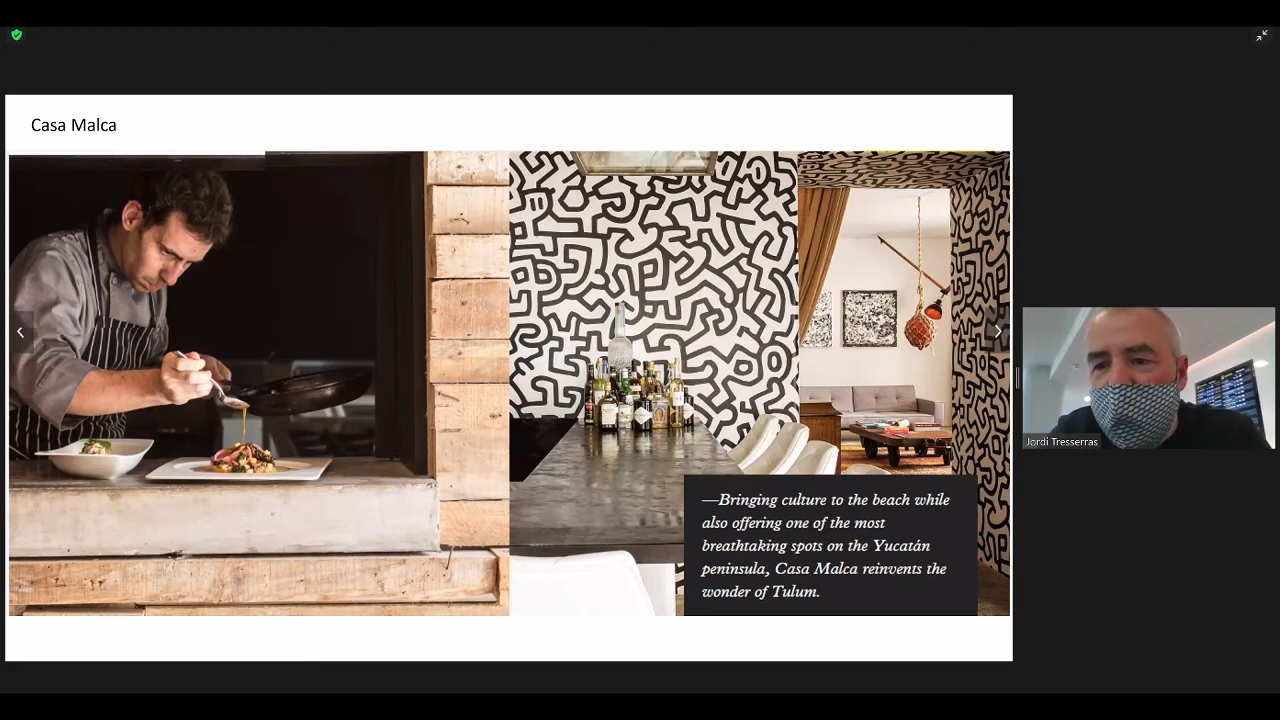 Casa Malca
—Bringing culture to the beach while
also offering one of the most
breathtaking spots on the Yucatán
peninsula, Casa Malca reinvents the
wonder of Tulum.
Jordi Tresserras